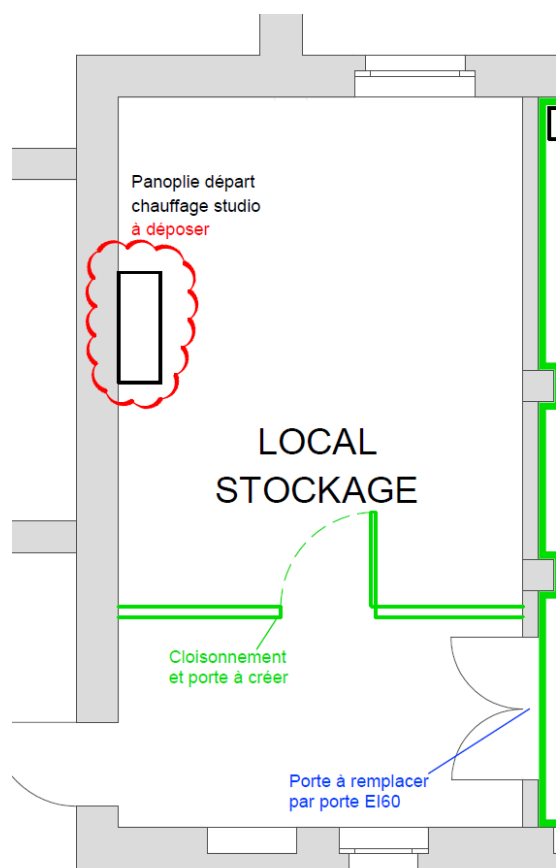 Panoplie départ
chauffage studio
à déposer
LOCAL
STOCKAGE
Cloisonnement
et porte à créer
Porte à remplacer
par porte EI60